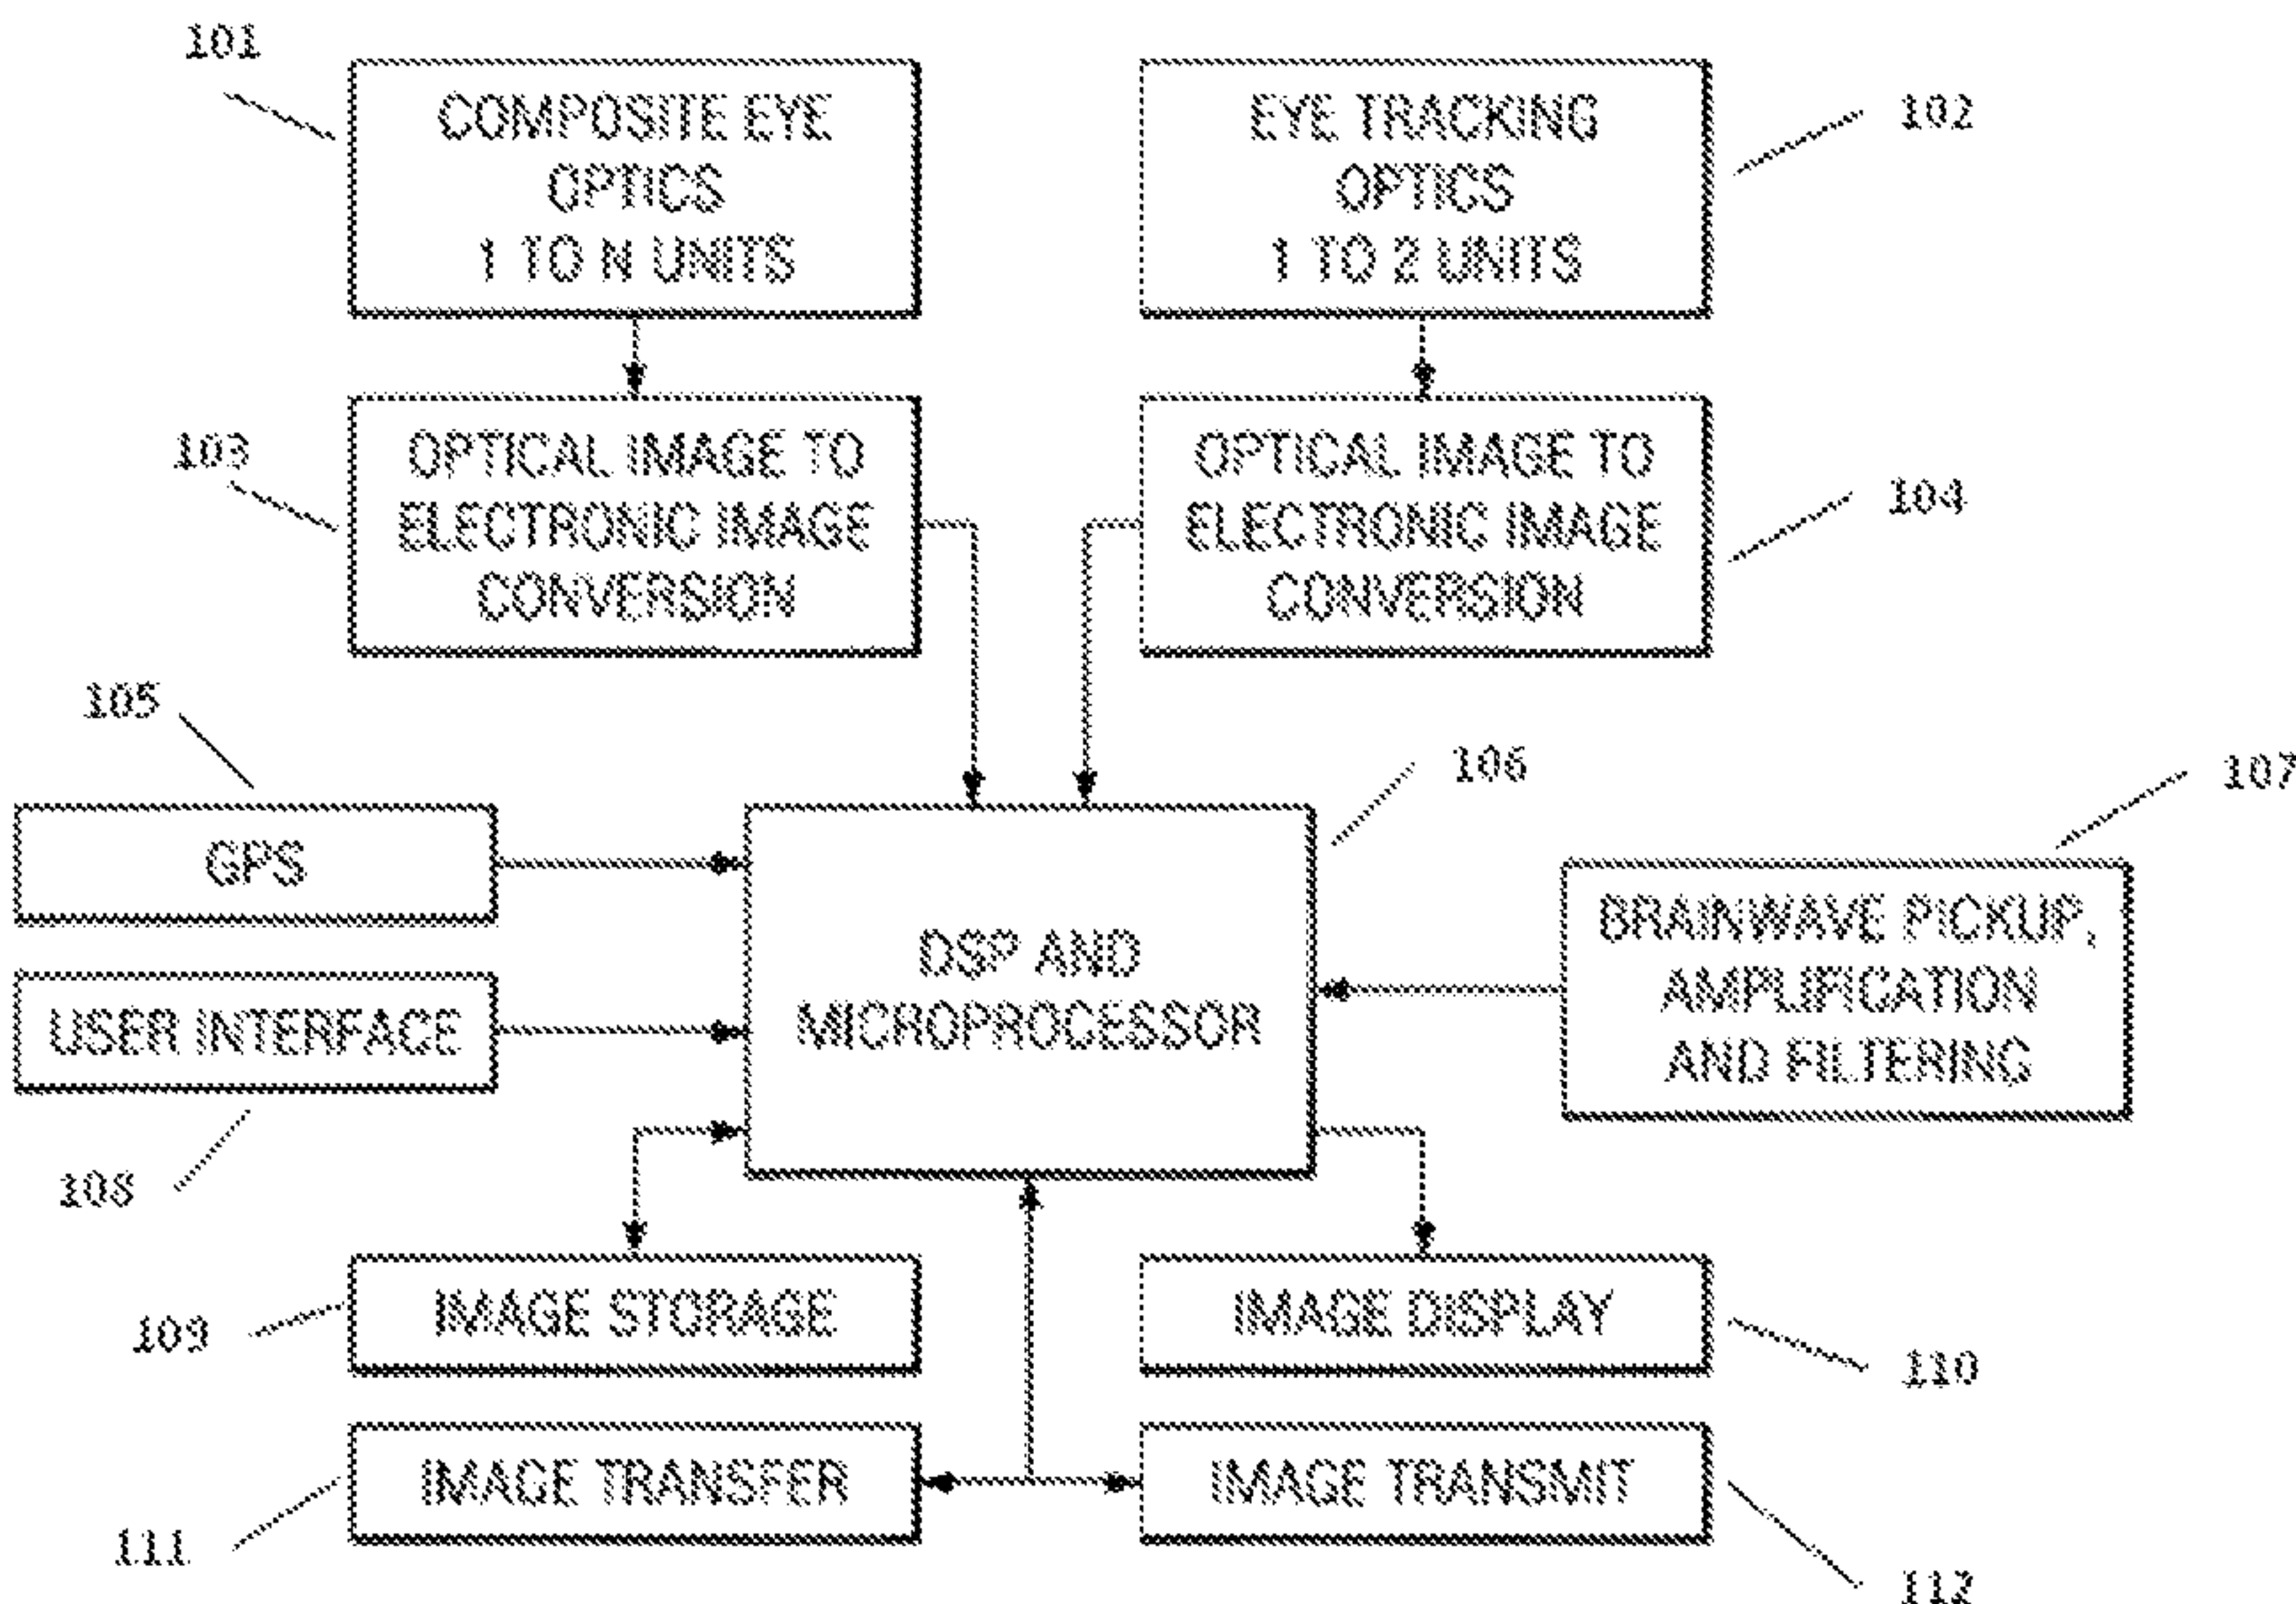 101
COMPOSITE EYE
OPTICS
1 TO N UNITS
EYE TRACKING
OPTICS
1 TO 2 UNITS
102
103
OPTICAL IMAGE TO
ELECTRONIC IMAGE
CONVERSION
OPTICAL IMAGE TO
ELECTRONIC IMAGE
CONVERSION
104
105
GPS
106
107
DSP AND
MICROPROCESSOR
BRAINWAVE PICKUP,
AMPLIFICATION
AND FILTERING
USER INTERFACE
108
109
IMAGE STORAGE
IMAGE DISPLAY
110
111
IMAGE TRANSFER
IMAGE TRANSMIT
112